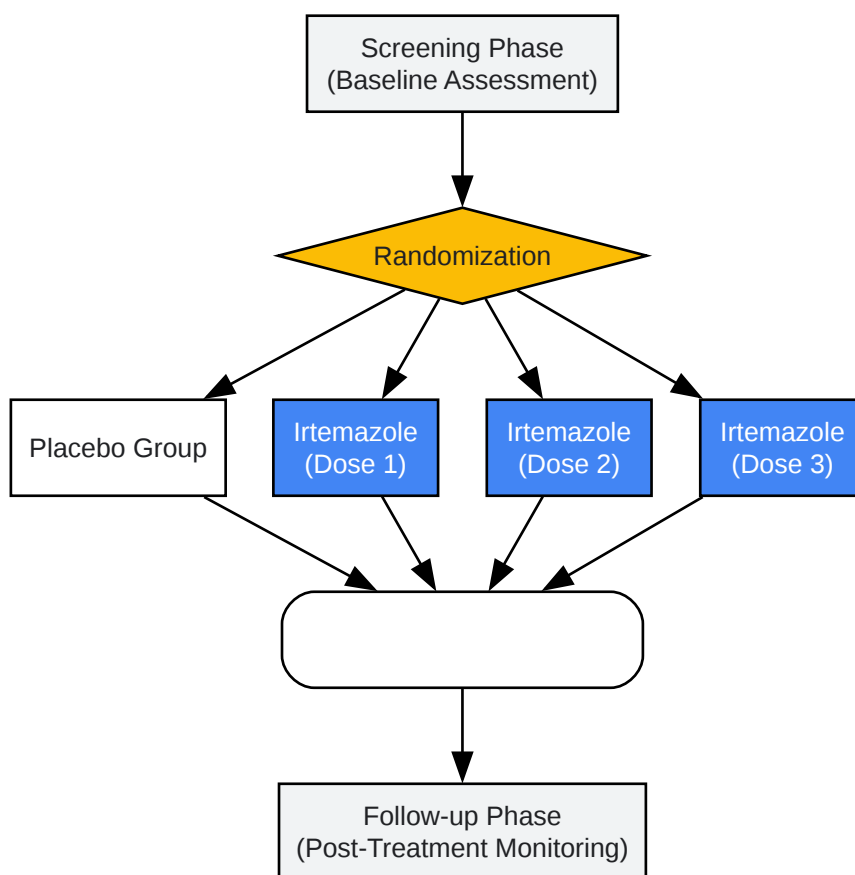 Screening Phase
(Baseline Assessment)
Randomization
Placebo Group
Irtemazole
(Dose 1)
Irtemazole
(Dose 2)
Irtemazole
(Dose 3)
Follow-up Phase
(Post-Treatment Monitoring)